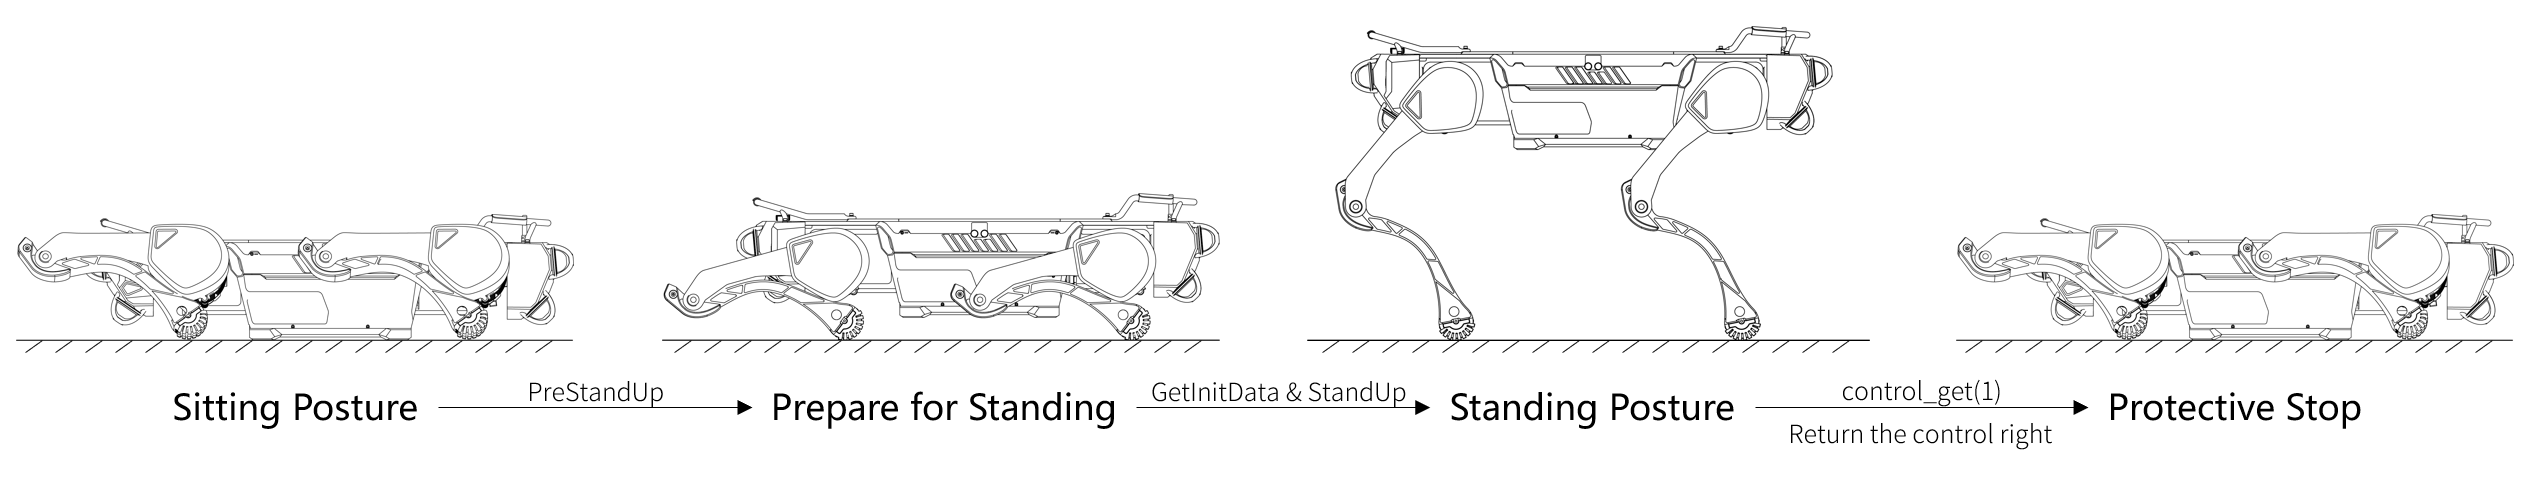 Sitting Posture
PreStandUp
Prepare for Standing
GetInitData & StandUp
Standing Posture
control_get(1)
Return the control right
Protective Stop